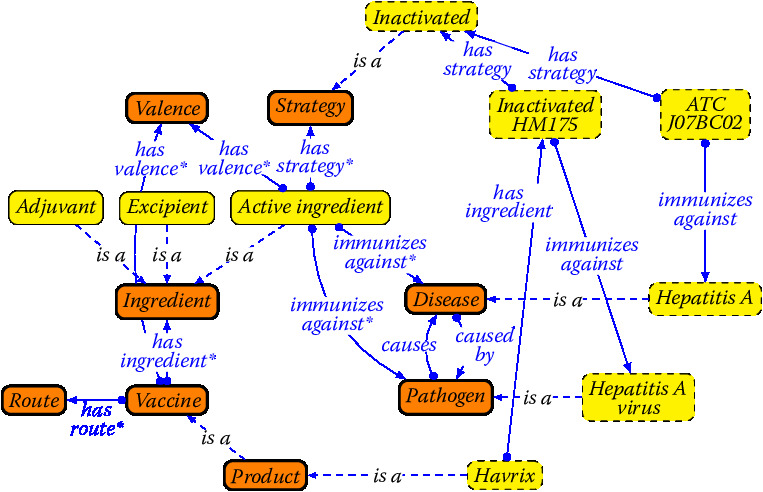 Inactivated
has
strategy
has
strategy
is a
Valence
Strategy
Inactivated
HM175
ATC
J07BC02
has
valence*
has
valence*
has
strategy*
Adjuvant
Excipient
Active ingredient
has
ingredient
immunizes
against
is a
is a
is a
immunizes
against*
immunizes
against
Ingredient
Disease
is a
Hepatitis A
immunizes
against*
has
ingredient*
causes
caused
by
Route
has
route*
Vaccine
Pathogen
is a
Hepatitis A
virus
is a
Product
is a
Havrix